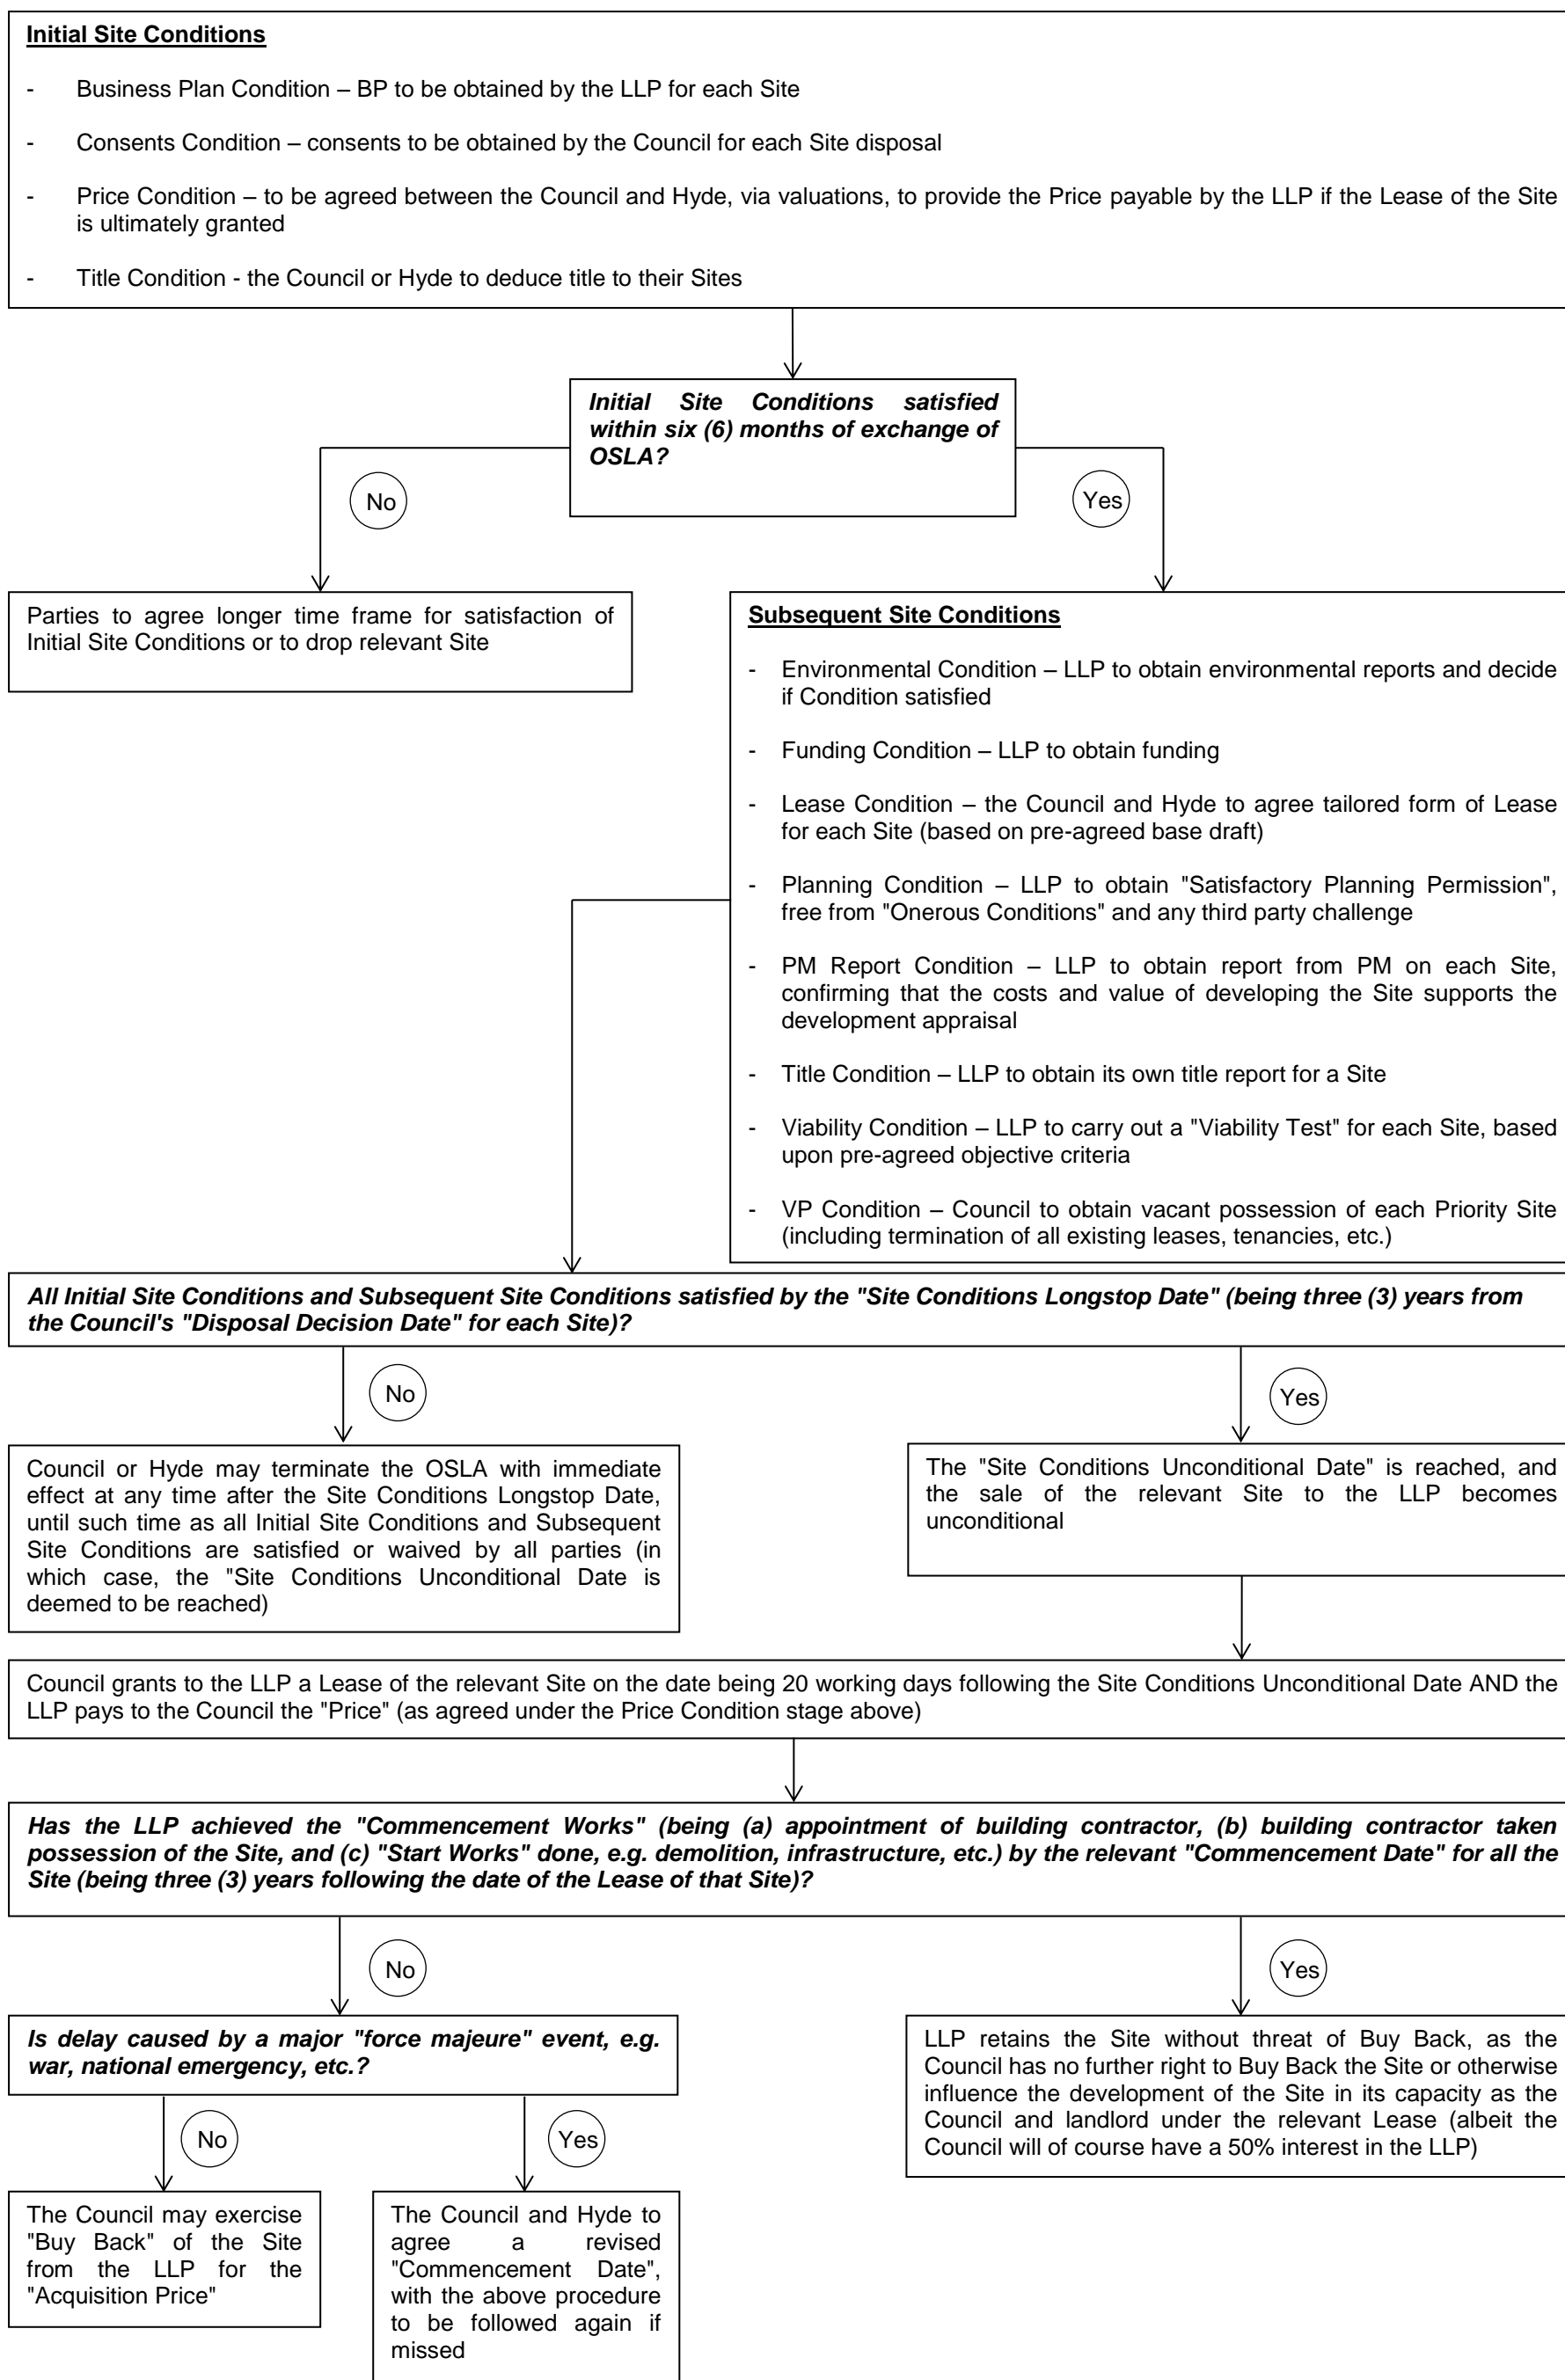 Initial Site Conditions
- Business Plan Condition – BP to be obtained by the LLP for each Site
- Consents Condition – consents to be obtained by the Council for each Site disposal
- Price Condition – to be agreed between the Council and Hyde, via valuations, to provide the Price payable by the LLP if the Lease of the Site
is ultimately granted
- Title Condition - the Council or Hyde to deduce title to their Sites
Initial Site Conditions satisfied
within six (6) months of exchange of
OSLA?
No
Yes
Parties to agree longer time frame for satisfaction of
Initial Site Conditions or to drop relevant Site
Subsequent Site Conditions
- Environmental Condition – LLP to obtain environmental reports and decide
if Condition satisfied
- Funding Condition – LLP to obtain funding
- Lease Condition – the Council and Hyde to agree tailored form of Lease
for each Site (based on pre-agreed base draft)
- Planning Condition – LLP to obtain "Satisfactory Planning Permission",
free from "Onerous Conditions" and any third party challenge
- PM Report Condition – LLP to obtain report from PM on each Site,
confirming that the costs and value of developing the Site supports the
development appraisal
- Title Condition – LLP to obtain its own title report for a Site
- Viability Condition – LLP to carry out a "Viability Test" for each Site, based
upon pre-agreed objective criteria
- VP Condition – Council to obtain vacant possession of each Priority Site
(including termination of all existing leases, tenancies, etc.)
All Initial Site Conditions and Subsequent Site Conditions satisfied by the "Site Conditions Longstop Date" (being three (3) years from
the Council's "Disposal Decision Date" for each Site)?
No
Yes
Council or Hyde may terminate the OSLA with immediate
effect at any time after the Site Conditions Longstop Date,
until such time as all Initial Site Conditions and Subsequent
Site Conditions are satisfied or waived by all parties (in
which case, the "Site Conditions Unconditional Date is
deemed to be reached)
The "Site Conditions Unconditional Date" is reached, and
the sale of the relevant Site to the LLP becomes
unconditional
Council grants to the LLP a Lease of the relevant Site on the date being 20 working days following the Site Conditions Unconditional Date AND the
LLP pays to the Council the "Price" (as agreed under the Price Condition stage above)
Has the LLP achieved the "Commencement Works" (being (a) appointment of building contractor, (b) building contractor taken
possession of the Site, and (c) "Start Works" done, e.g. demolition, infrastructure, etc.) by the relevant "Commencement Date" for all the
Site (being three (3) years following the date of the Lease of that Site)?
No
Yes
Is delay caused by a major "force majeure" event, e.g.
war, national emergency, etc.?
LLP retains the Site without threat of Buy Back, as the
Council has no further right to Buy Back the Site or otherwise
influence the development of the Site in its capacity as the
Council and landlord under the relevant Lease (albeit the
Council will of course have a 50% interest in the LLP)
No
Yes
The Council may exercise
"Buy Back" of the Site
from the LLP for the
"Acquisition Price"
The Council and Hyde to
agree a revised
"Commencement Date",
with the above procedure
to be followed again if
missed